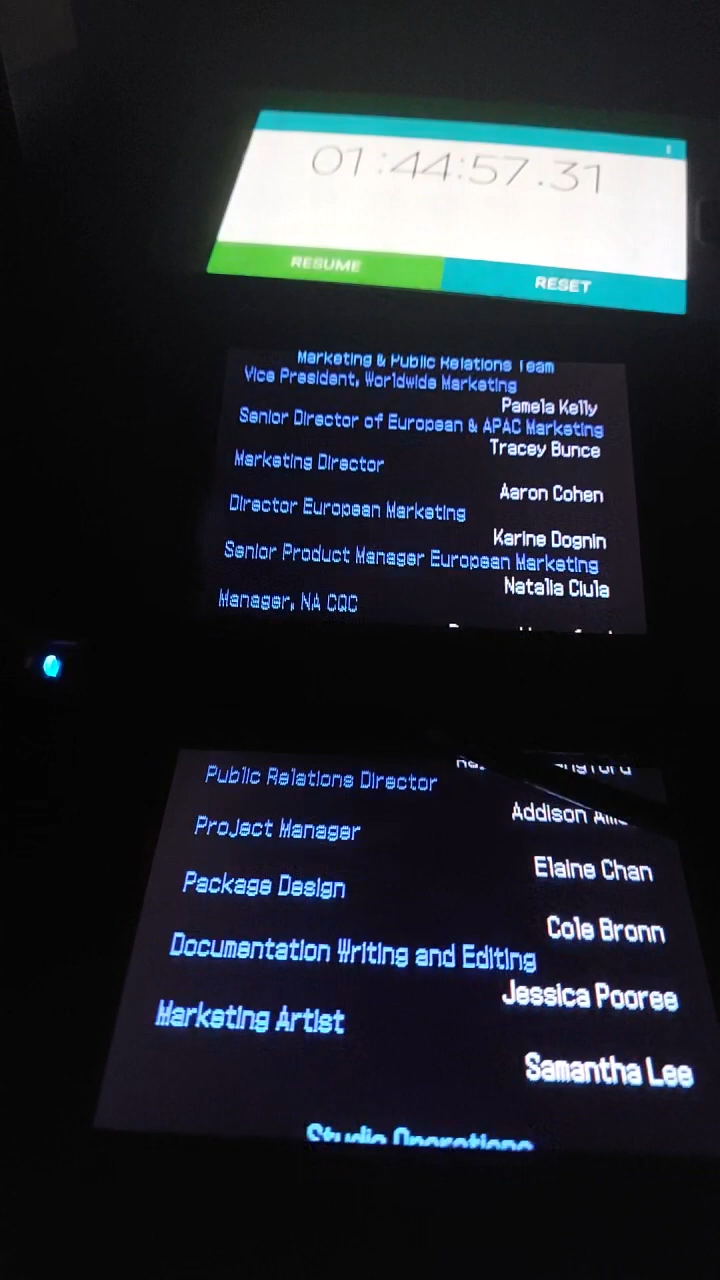 01:44:57.31
RESUME
RESET
Marketing & Public Relations Team
Vice President, Worldwide Marketing
Pamela Kelly
Senior Director of European & APAC Marketing
Tracey Bunce
Marketing Director
Aaron Cohen
Director European Marketing
Karine Dognin
Senior Product Manager European Marketing
Natalia Ciula
Manager, NA CQC
Public Relations Director
Addison
Project Manager
Elaine Chan
Package Design
Cole Bronn
Documentation Writing and Editing
Jessica Pooree
Marketing Artist
Samantha Lee
Studio Operations